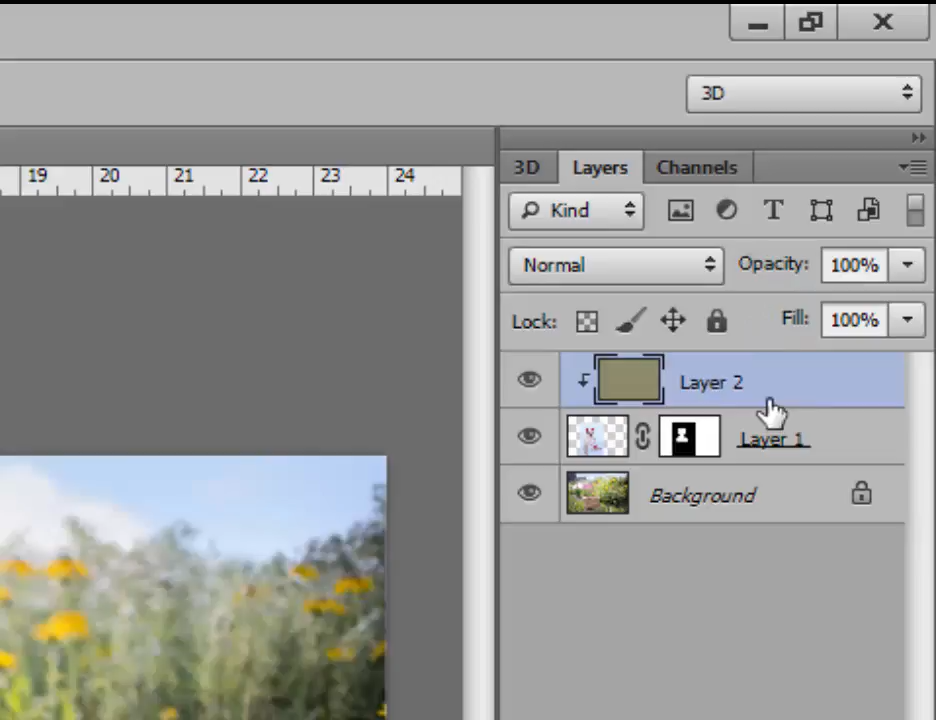 3D
19 20 21 22 23 24
3D Layers Channels
Kind T
Normal Opacity: 100%
Lock: Fill: 100%
Layer 2
Layer 1
Background